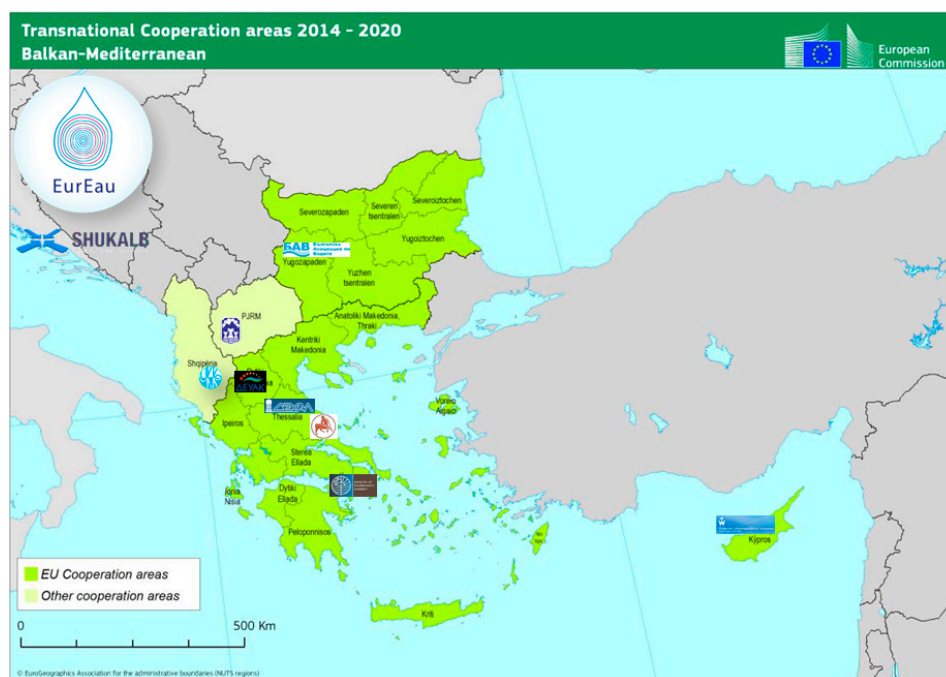 Transnational Cooperation areas 2014 - 2020
Balkan-Mediterranean
European
Commission
EurEau
SHUKALB
Severozapaden
Severen
tsentralen
Severoiztochen
БАВ
Yugozapaden
Yugoiztochen
Yuzhen
tsentralen
PJRM
Anatoliki Makedonia,
Thraki
Kentriki
Makedonia
Shqipëria
ΔΕΥΑΚ
Ipeiros
Thessalia
Voreio
Aigaio
Sterea
Ellada
Ionia
Nisia
Dytiki
Ellada
Peloponnisos
Kypros
Kriti
EU Cooperation areas
Other cooperation areas
0
500 Km
© EuroGeographics Association for the administrative boundaries (NUTS regions)